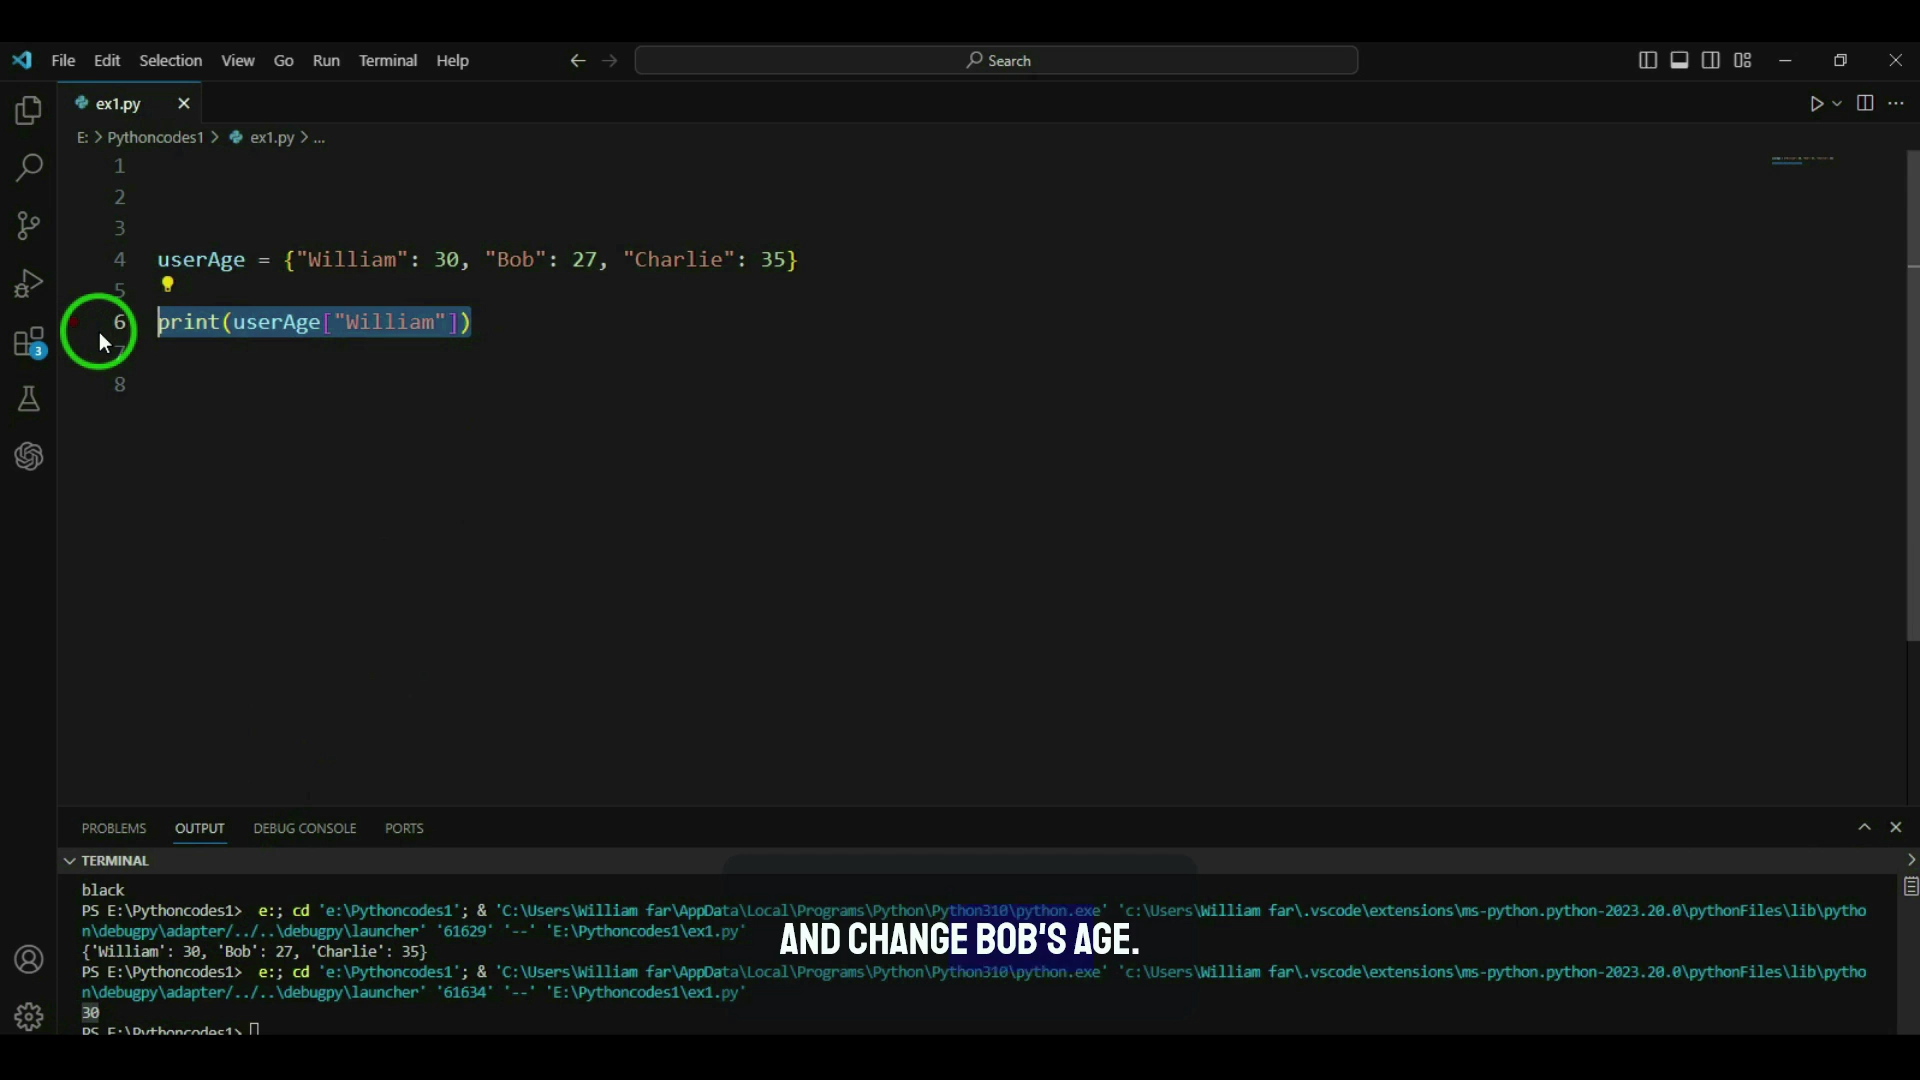 File Edit Selection View Go Run Terminal Help
Search
ex1.py
E: > Pythoncodes1 > ex1.py > ...
1
2
3
4 userAge = {"William": 30, "Bob": 27, "Charlie": 35}
5
6 print(userAge["William"])
7
8
3
PROBLEMS OUTPUT DEBUG CONSOLE PORTS
TERMINAL
black
PS E:\Pythoncodes1> e:; cd 'e:\Pythoncodes1'; & 'C:\Users\William far\AppData\Local\Programs\Python\Python310\python.exe' 'c:\Users\William far\.vscode\extensions\ms-python.python-2023.20.0\pythonFiles\lib\pytho
n\debugpy\adapter/../..\debugpy\launcher' '61629' '--' 'E:\Pythoncodes1\ex1.py'
{'William': 30, 'Bob': 27, 'Charlie': 35}
PS E:\Pythoncodes1> e:; cd 'e:\Pythoncodes1'; & 'C:\Users\William far\AppData\Local\Programs\Python\Python310\python.exe' 'c:\Users\William far\.vscode\extensions\ms-python.python-2023.20.0\pythonFiles\lib\pytho
n\debugpy\adapter/../..\debugpy\launcher' '61634' '--' 'E:\Pythoncodes1\ex1.py'
30
PS E:\Pythoncodes1>
AND CHANGE BOB'S AGE.